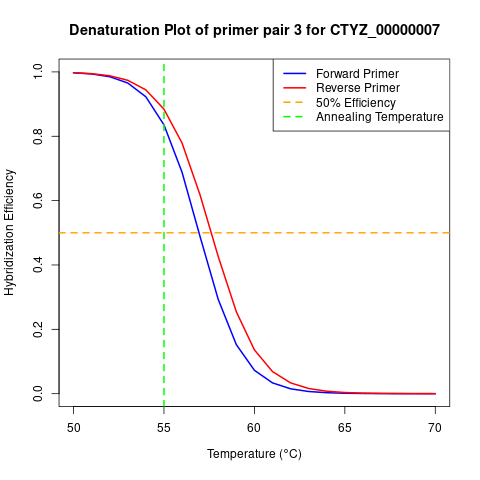 Denaturation Plot of primer pair 3 for CTYZ_00000007
Forward Primer
Reverse Primer
50% Efficiency
Annealing Temperature
Hybridization Efficiency
1.0
0.8
0.6
0.4
0.2
0.0
50 55 60 65 70
Temperature (°C)